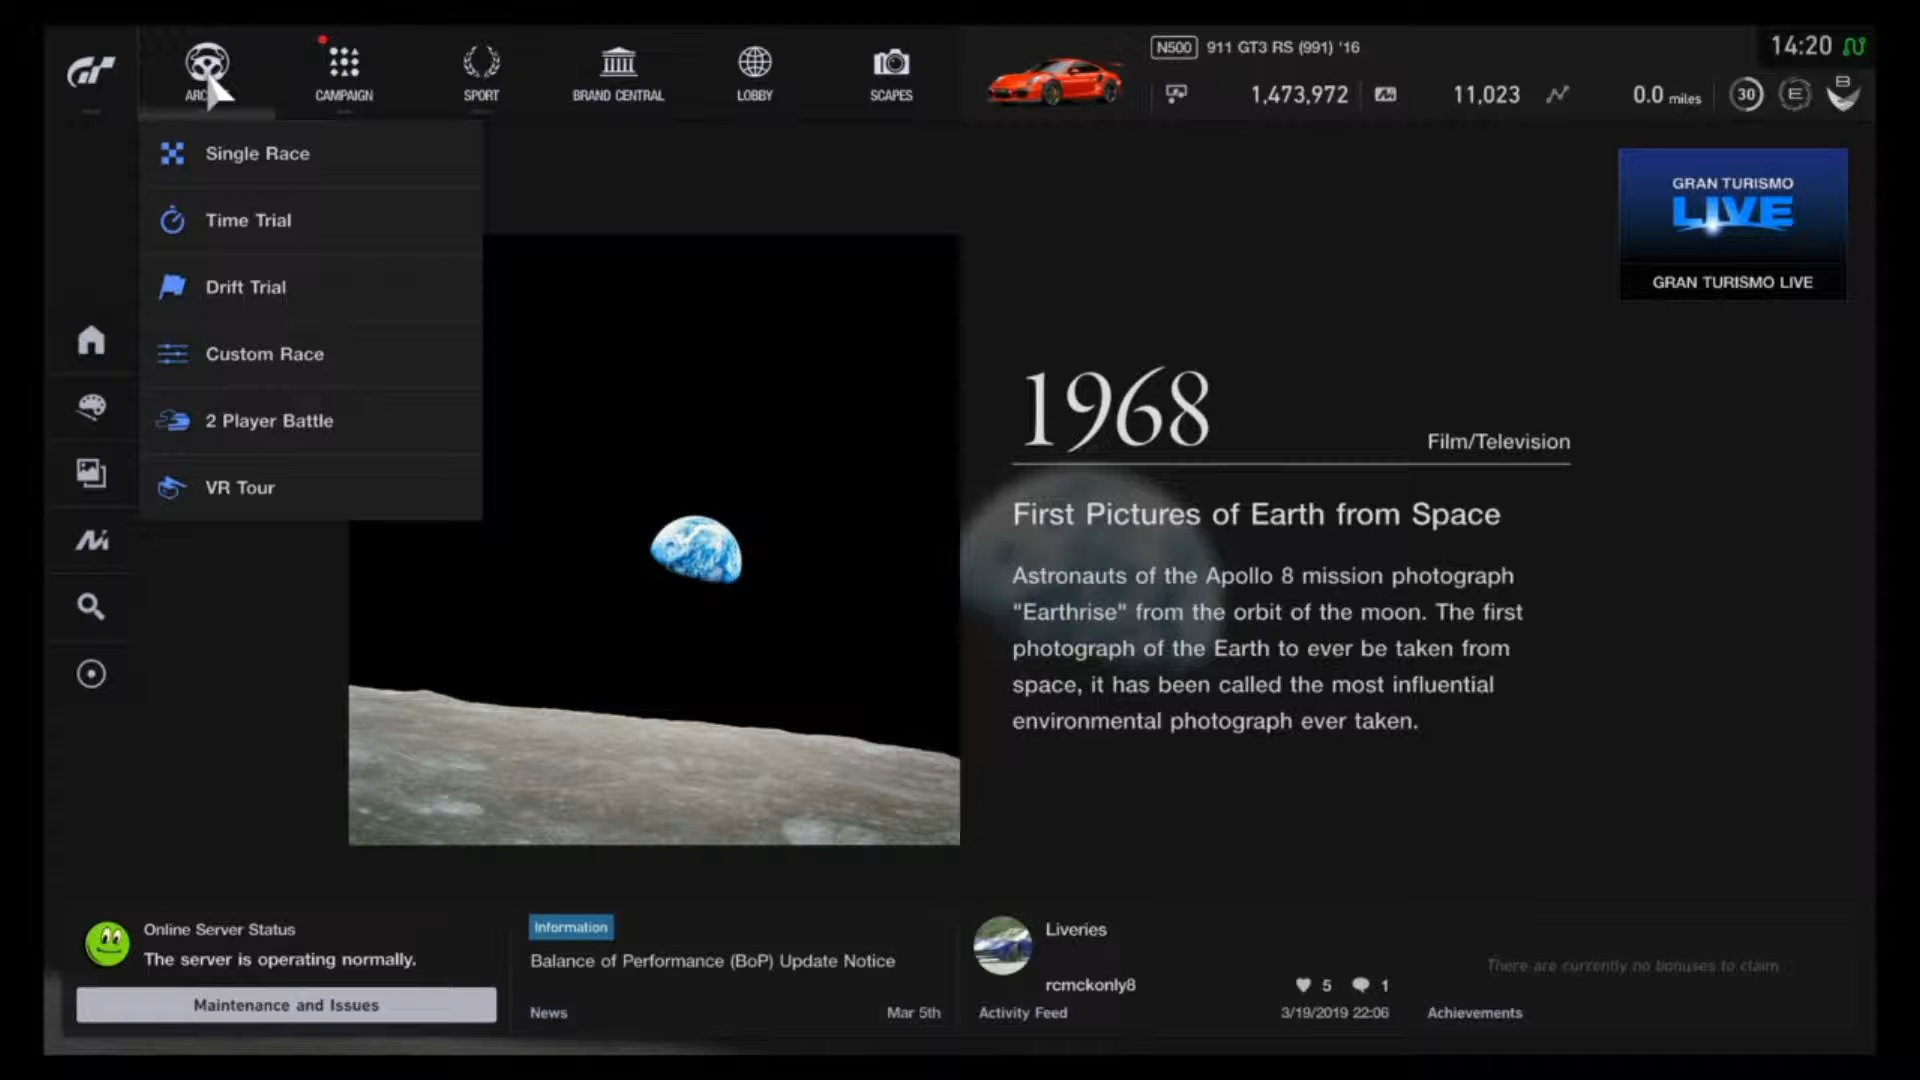 GT
ARC
CAMPAIGN
SPORT
BRAND CENTRAL
LOBBY
SCAPES
N500 911 GT3 RS (991) '16
1,473,972
11,023
0.0 miles
30
E
B
14:20
Single Race
Time Trial
Drift Trial
Custom Race
2 Player Battle
VR Tour
GRAN TURISMO
LIVE
GRAN TURISMO LIVE
1968
Film/Television
First Pictures of Earth from Space
Astronauts of the Apollo 8 mission photograph
"Earthrise" from the orbit of the moon. The first
photograph of the Earth to ever be taken from
space, it has been called the most influential
environmental photograph ever taken.
Online Server Status
The server is operating normally.
Maintenance and Issues
Information
Balance of Performance (BoP) Update Notice
News
Mar 5th
Liveries
rcmckonly8
5
1
Activity Feed
3/19/2019 22:06
There are currently no bonuses to claim
Achievements